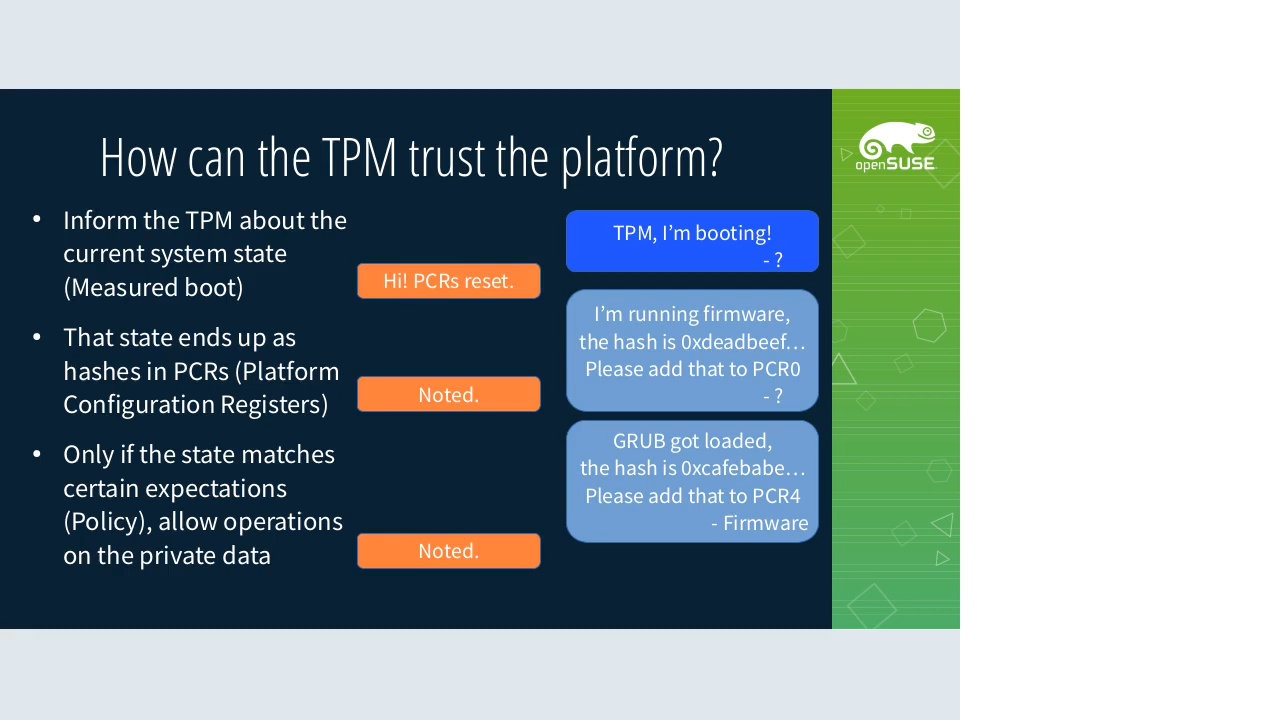 How can the TPM trust the platform?
openSUSE
• Inform the TPM about the
current system state
(Measured boot)
• That state ends up as
hashes in PCRs (Platform
Configuration Registers)
• Only if the state matches
certain expectations
(Policy), allow operations
on the private data
TPM, I’m booting!
- ?
Hi! PCRs reset.
I’m running firmware,
the hash is 0xdeadbeef…
Please add that to PCR0
- ?
Noted.
GRUB got loaded,
the hash is 0xcafebabe…
Please add that to PCR4
- Firmware
Noted.